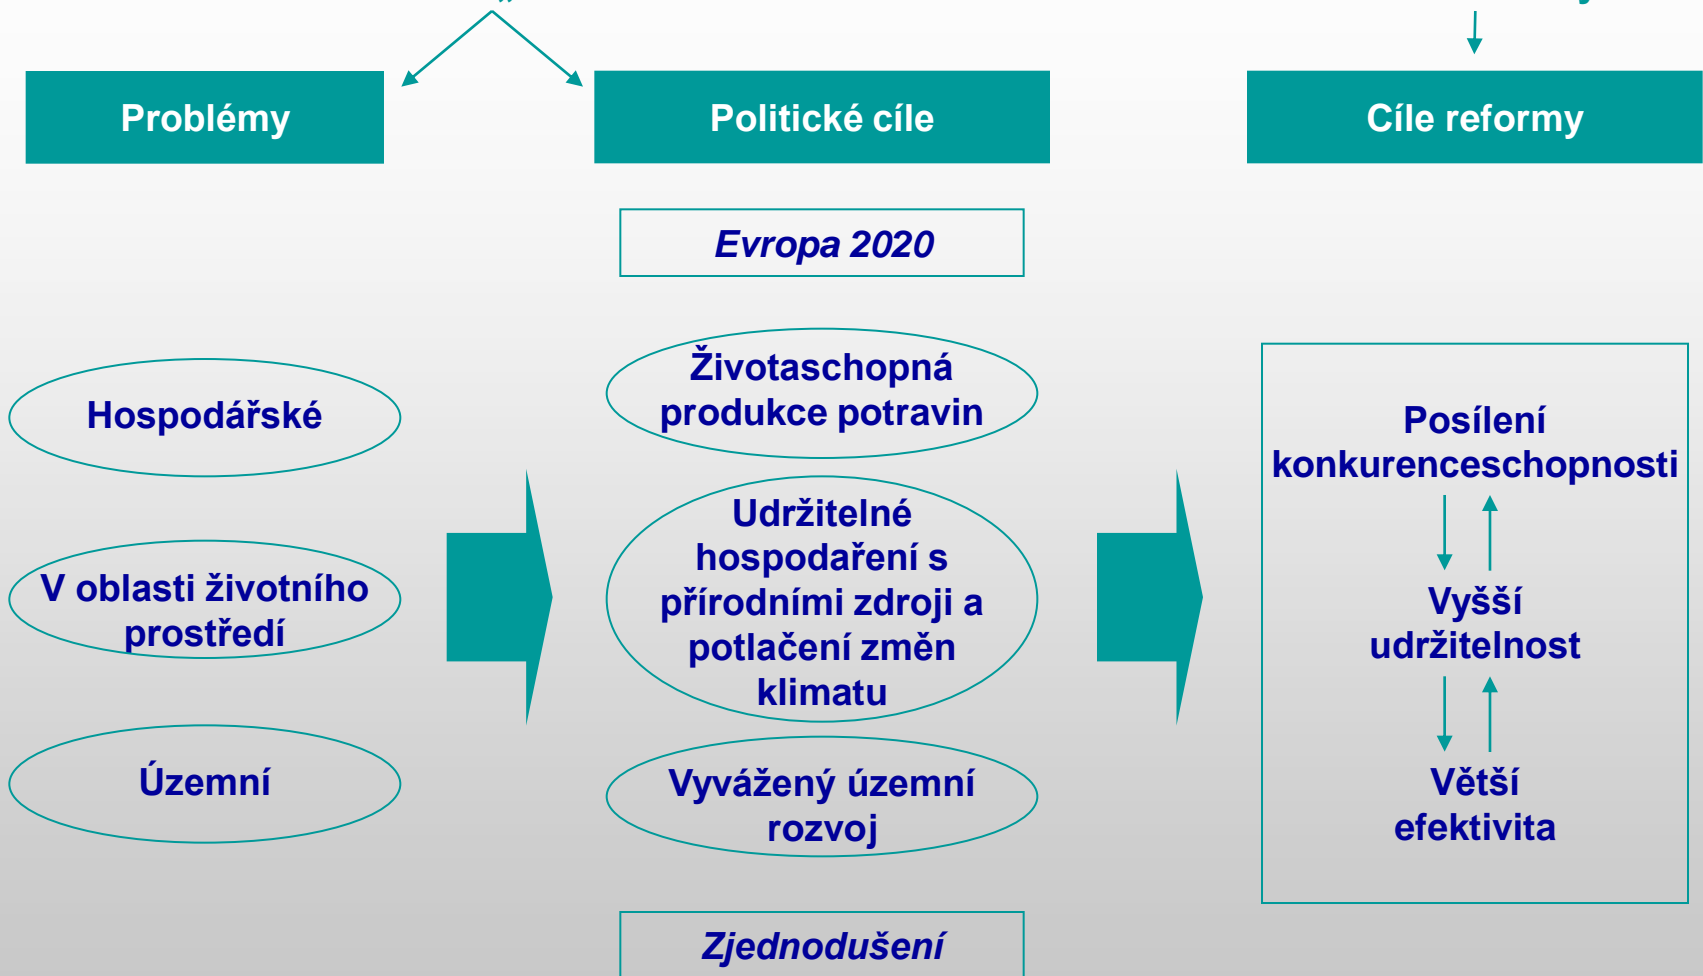 Problémy
Politické cíle
Cíle reformy
Evropa 2020
Hospodářské
V oblasti životního
prostředí
Území
Životaschopná
produkce potravin
Udržitelné
hospodaření s
přírodními zdroji a
potlačení změn
klimatu
Vyvážený územní
rozvoj
Zjednodušení
Posílení
konkurenceschopnosti
Vyšší
udržitelnost
Větší
efektivita